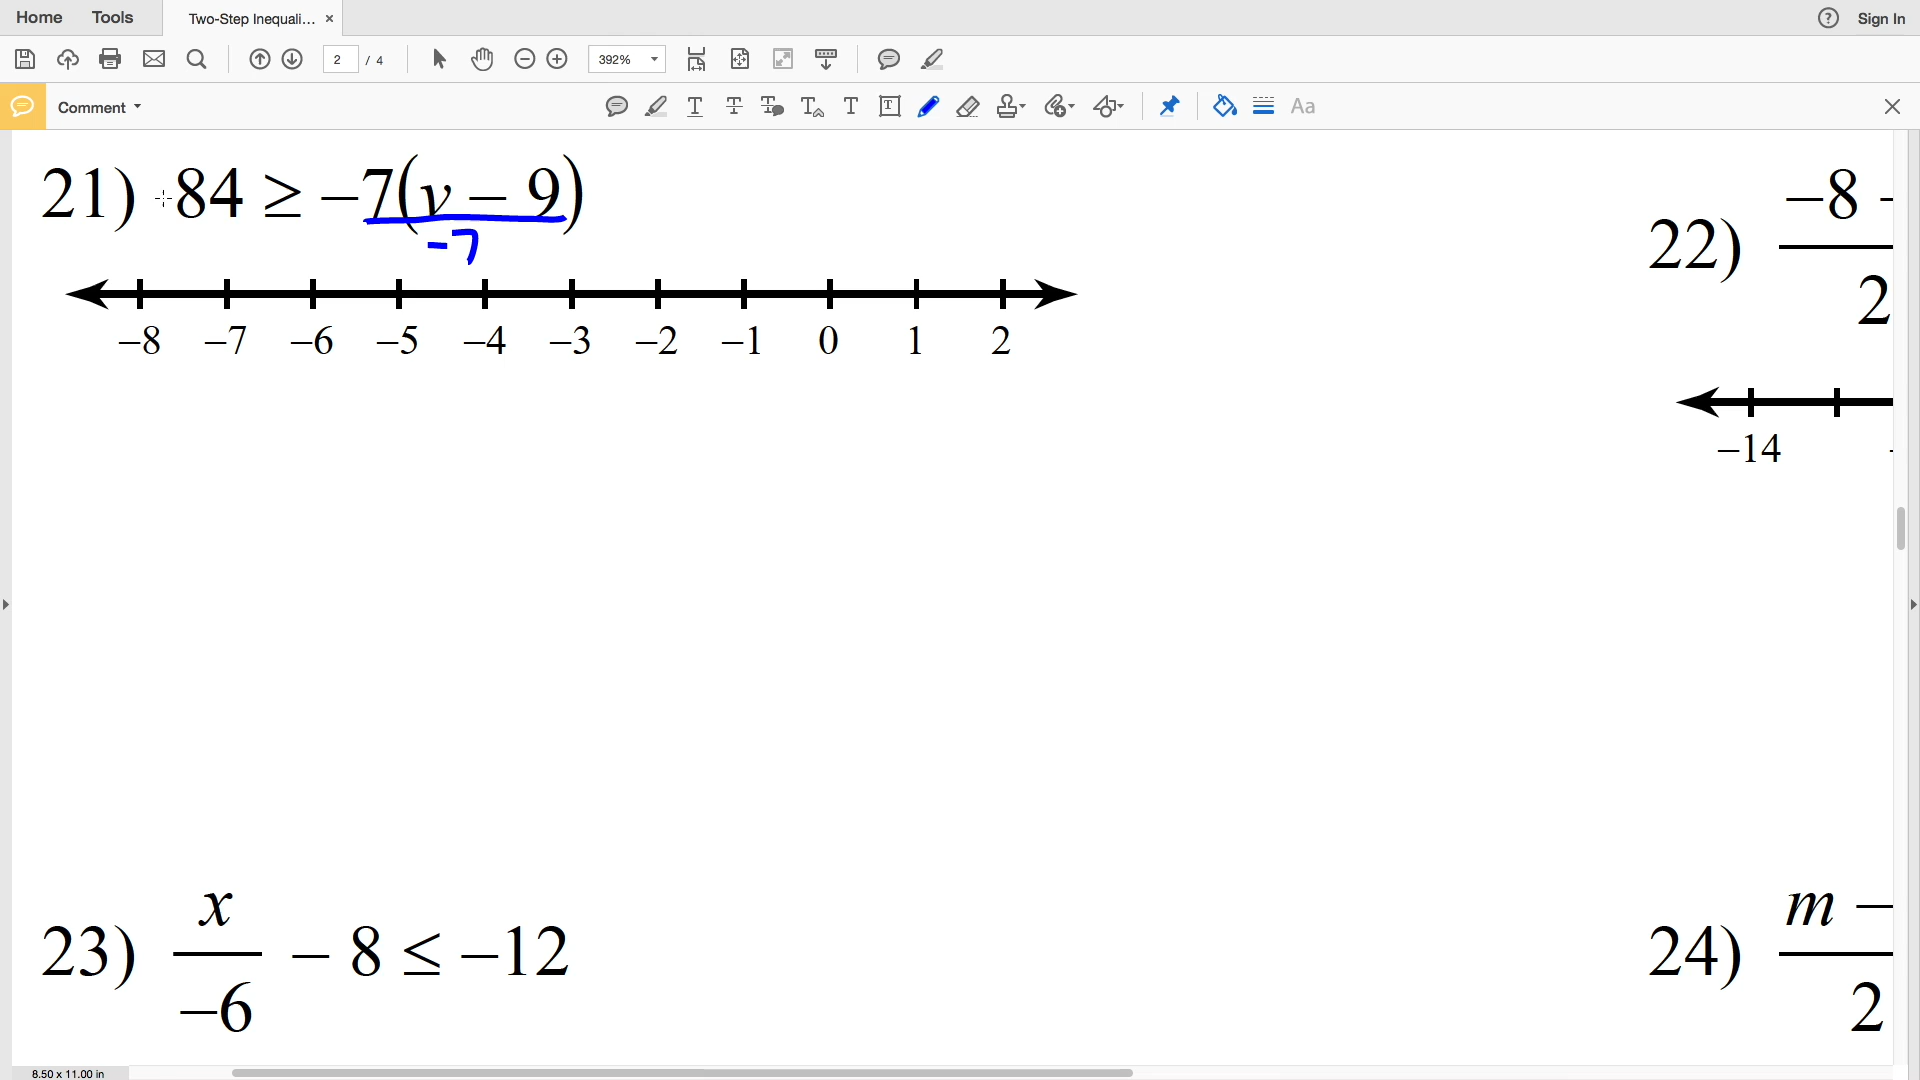 Home Tools Two-Step Inequali... × ? Sign In
2 / 4 392%
Comment Aa
21) 84 ≥ −7(v − 9)
-7
−8 −7 −6 −5 −4 −3 −2 −1 0 1 2
22) −8 -
2
−14 -
23) x
− 8 ≤ −12
−6
24) m −
2
8.50 x 11.00 in